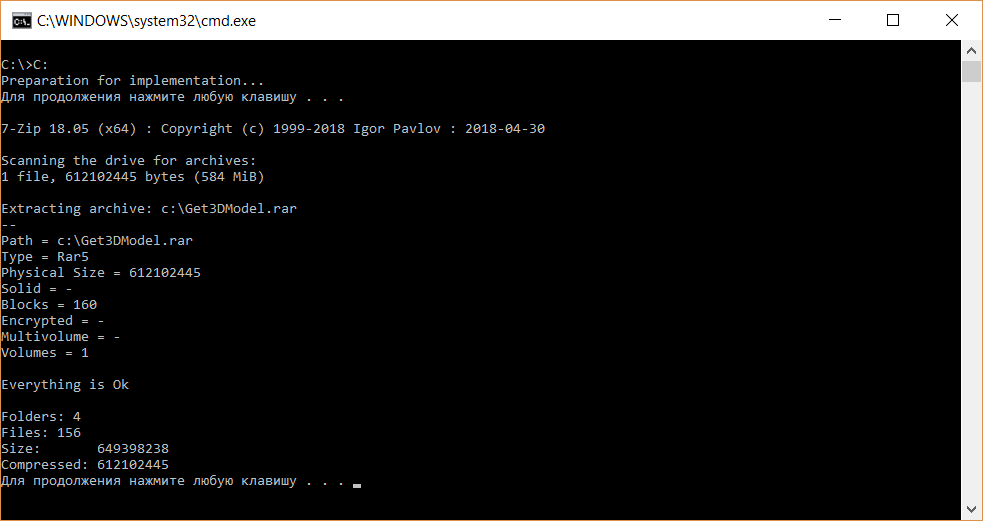 C:\WINDOWS\system32\cmd.exe
C:\>C:
Preparation for implementation...
Для продолжения нажмите любую клавишу . . .
7-Zip 18.05 (x64) : Copyright (c) 1999-2018 Igor Pavlov : 2018-04-30
Scanning the drive for archives:
1 file, 612102445 bytes (584 MiB)
Extracting archive: c:\Get3DModel.rar
--
Path = c:\Get3DModel.rar
Type = Rar5
Physical Size = 612102445
Solid = -
Blocks = 160
Encrypted = -
Multivolume = -
Volumes = 1
Everything is Ok
Folders: 4
Files: 156
Size:       649398238
Compressed: 612102445
Для продолжения нажмите любую клавишу . . .